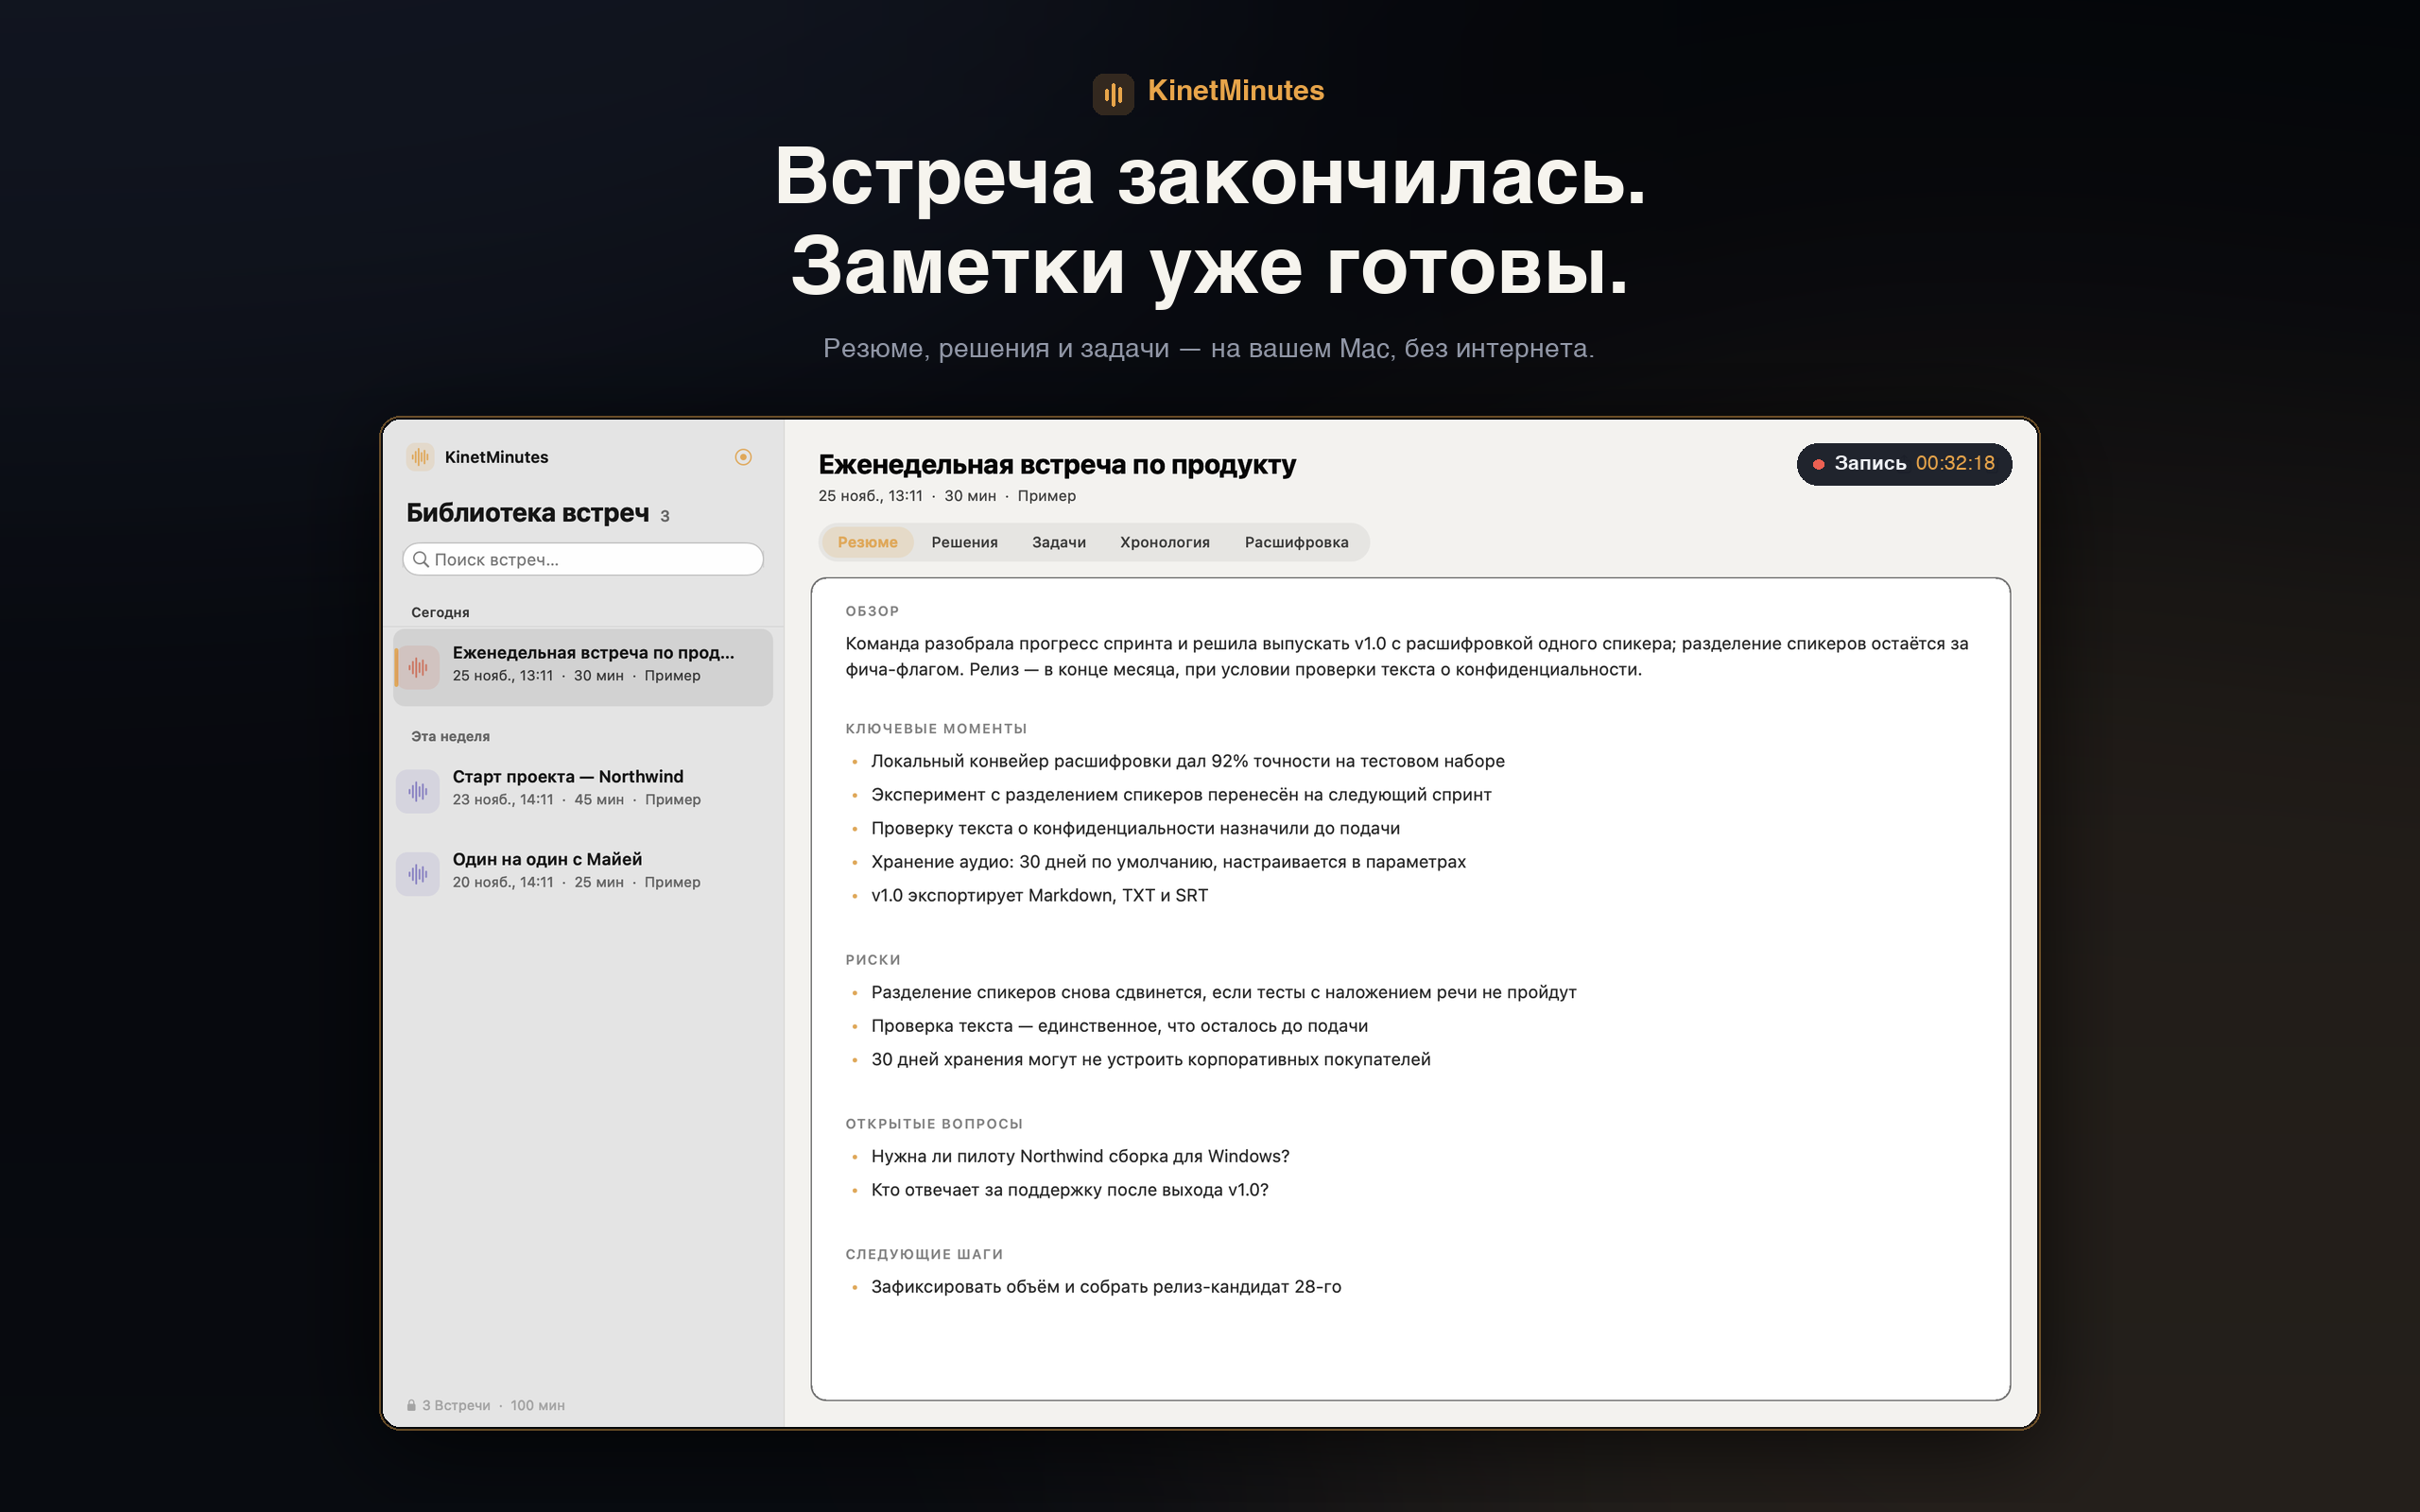 KinetMinutes
Встреча закончилась.
Заметки уже готовы.
Резюме, решения и задачи — на вашем Mac, без интернета.
KinetMinutes
Библиотека встреч 3
Поиск встреч...
Сегодня
Еженедельная встреча по прод...
25 нояб., 13:11 · 30 мин · Пример
Эта неделя
Старт проекта — Northwind
23 нояб., 14:11 · 45 мин · Пример
Один на один с Майей
20 нояб., 14:11 · 25 мин · Пример
3 Встречи · 100 мин
Еженедельная встреча по продукту
25 нояб., 13:11 · 30 мин · Пример
Запись 00:32:18
Резюме Решения Задачи Хронология Расшифровка
ОБЗОР
Команда разобрала прогресс спринта и решила выпускать v1.0 с расшифровкой одного спикера; разделение спикеров остаётся за
фича-флагом. Релиз — в конце месяца, при условии проверки текста о конфиденциальности.
КЛЮЧЕВЫЕ МОМЕНТЫ
• Локальный конвейер расшифровки дал 92% точности на тестовом наборе
• Эксперимент с разделением спикеров перенесён на следующий спринт
• Проверку текста о конфиденциальности назначили до подачи
• Хранение аудио: 30 дней по умолчанию, настраивается в параметрах
• v1.0 экспортирует Markdown, TXT и SRT
РИСКИ
• Разделение спикеров снова сдвинется, если тесты с наложением речи не пройдут
• Проверка текста — единственное, что осталось до подачи
• 30 дней хранения могут не устроить корпоративных покупателей
ОТКРЫТЫЕ ВОПРОСЫ
• Нужна ли пилоту Northwind сборка для Windows?
• Кто отвечает за поддержку после выхода v1.0?
СЛЕДУЮЩИЕ ШАГИ
• Зафиксировать объём и собрать релиз-кандидат 28-го